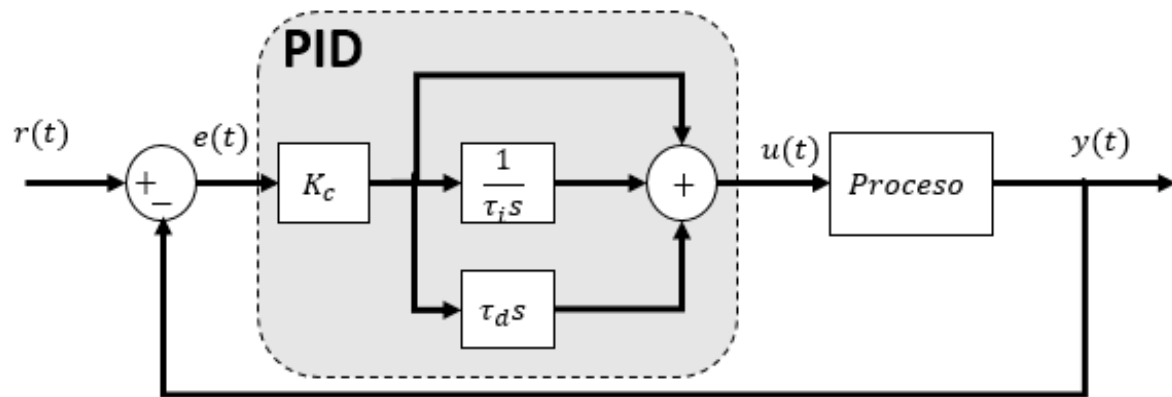 PID
r(t)
e(t)
u(t)
y(t)
+
−
K_c
1
τ_i s
+
Proceso
τ_d s